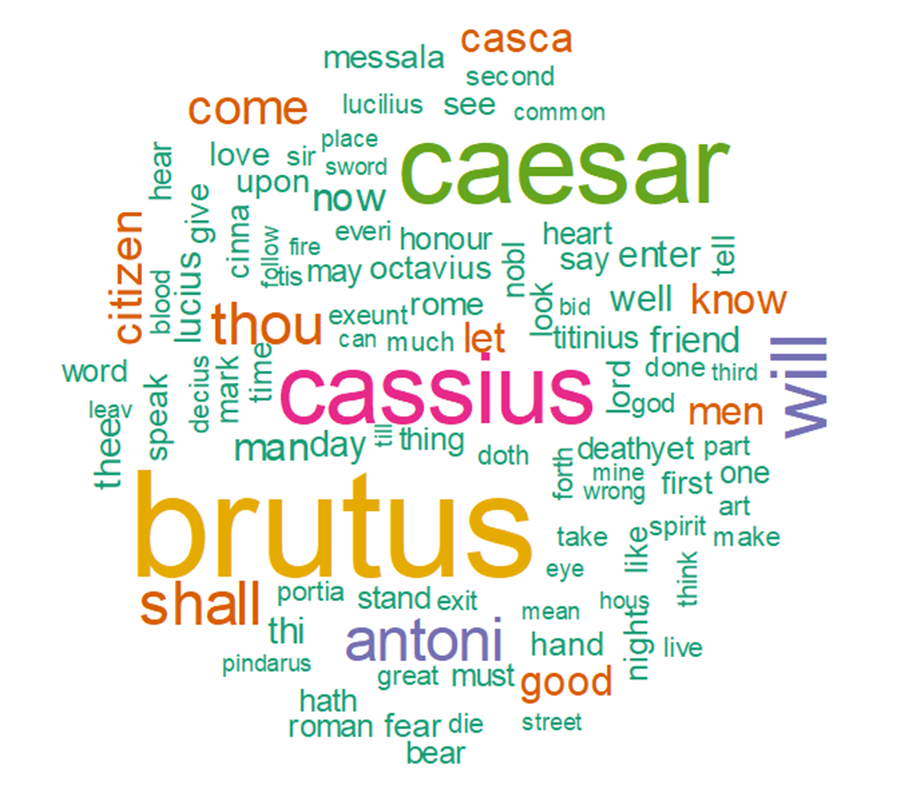 casca
messala
second
come
lucilius see common
caesar
place
hear
love sir sword
upon now
give
citizen
cinna
follow
fire
everi honour
heart
nobl
say enter tell
tis may octavius
blood
lucius
thou
exeunt rome
look
bid well know
can much let
titinius friend
will
word
decius
mark
time
cassius
lord
done third
leav
thee
speak
god men
man day till thing
doth
forth
death yet part
mine
wrong first one
brutus
art
take
like
spirit make
eye
think
shall
portia stand exit
mean hous
thi
antoni
hand
night
live
pindarus
great must good
hath
roman fear die street
bear